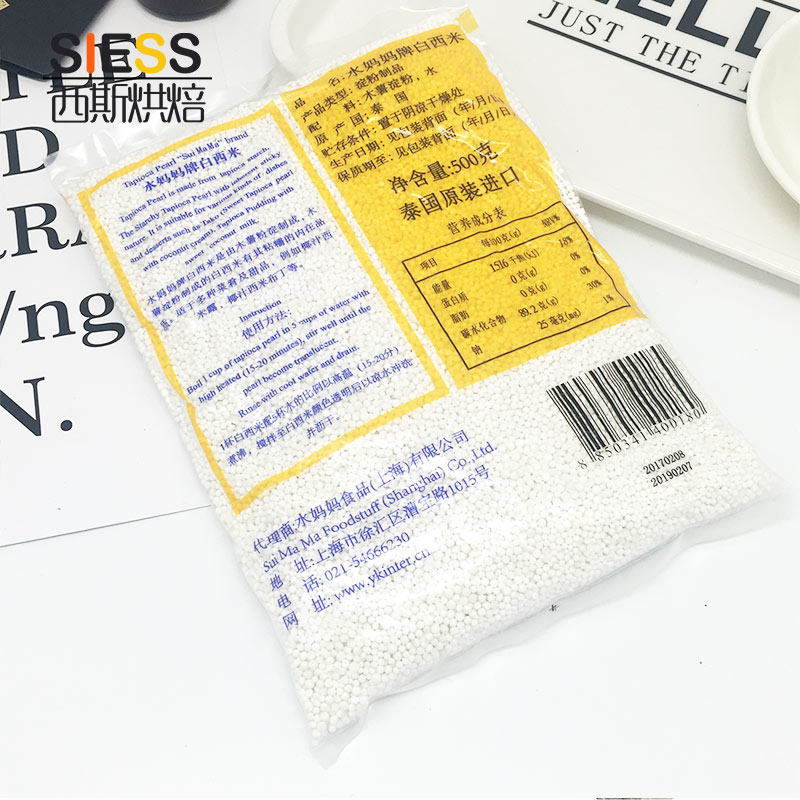 SIESS
西斯烘焙
JUST THE T
D
/ng
N.
Tapioca Pearl "Sui Ma Ma" brand
水妈妈牌白西米
Tapioca Pearl is made from tapioca starch,
The Starchy Tapioca Pearl with inherent sticky
nature. It is suitable for various kinds of dishes
and desserts such as Tako (Sweet Tapioca pearl
with coconut cream), Tapioca Pudding with
sweet coconut milk.
水妈妈牌白西米是由木薯粉淀制成,木
薯淀粉制成的白西米有其粘糯的内在品
质,适于多种菜肴及甜品,例如椰汁西
米露,椰汁西米布丁等。
Instruction
使用方法:
Boil 1 cup of tapioca pearl in 5 cups of water with
high heated (15-20 minutes), stir well until the
pearl become translucent.
Rinse with cool wafer and drain.
1杯白西米配5杯水的比例以高温(15-20分)
煮沸,搅拌至白西米颜色透明后以凉水冲涂
并沥干。
品名:水妈妈牌白西米
产品类型:淀粉制品
配料:木薯淀粉,水
原产国:泰国
贮存条件:置于阴凉干燥处
生产日期:见包装背面(年/月/日)
保质期至:见包装背面(年/月/日)
净含量:500克
泰国原装进口
营养成分表
项目 每100克(g) NRV%
能量 1516千焦(kJ) 18%
蛋白质 0克(g) 0%
脂肪 0克(g) 0%
碳水化合物 89.2克(g) 30%
钠 25毫克(mg) 1%
8 850341 400180
20170208
20190207
代理商:水妈妈食品(上海)有限公司
Sui Ma Ma Foodstuff (Shanghai) Co.,Ltd.
地址:上海市徐汇区蒲宝路1015号
电话:021-54666230
网址:www.ykinter.cn